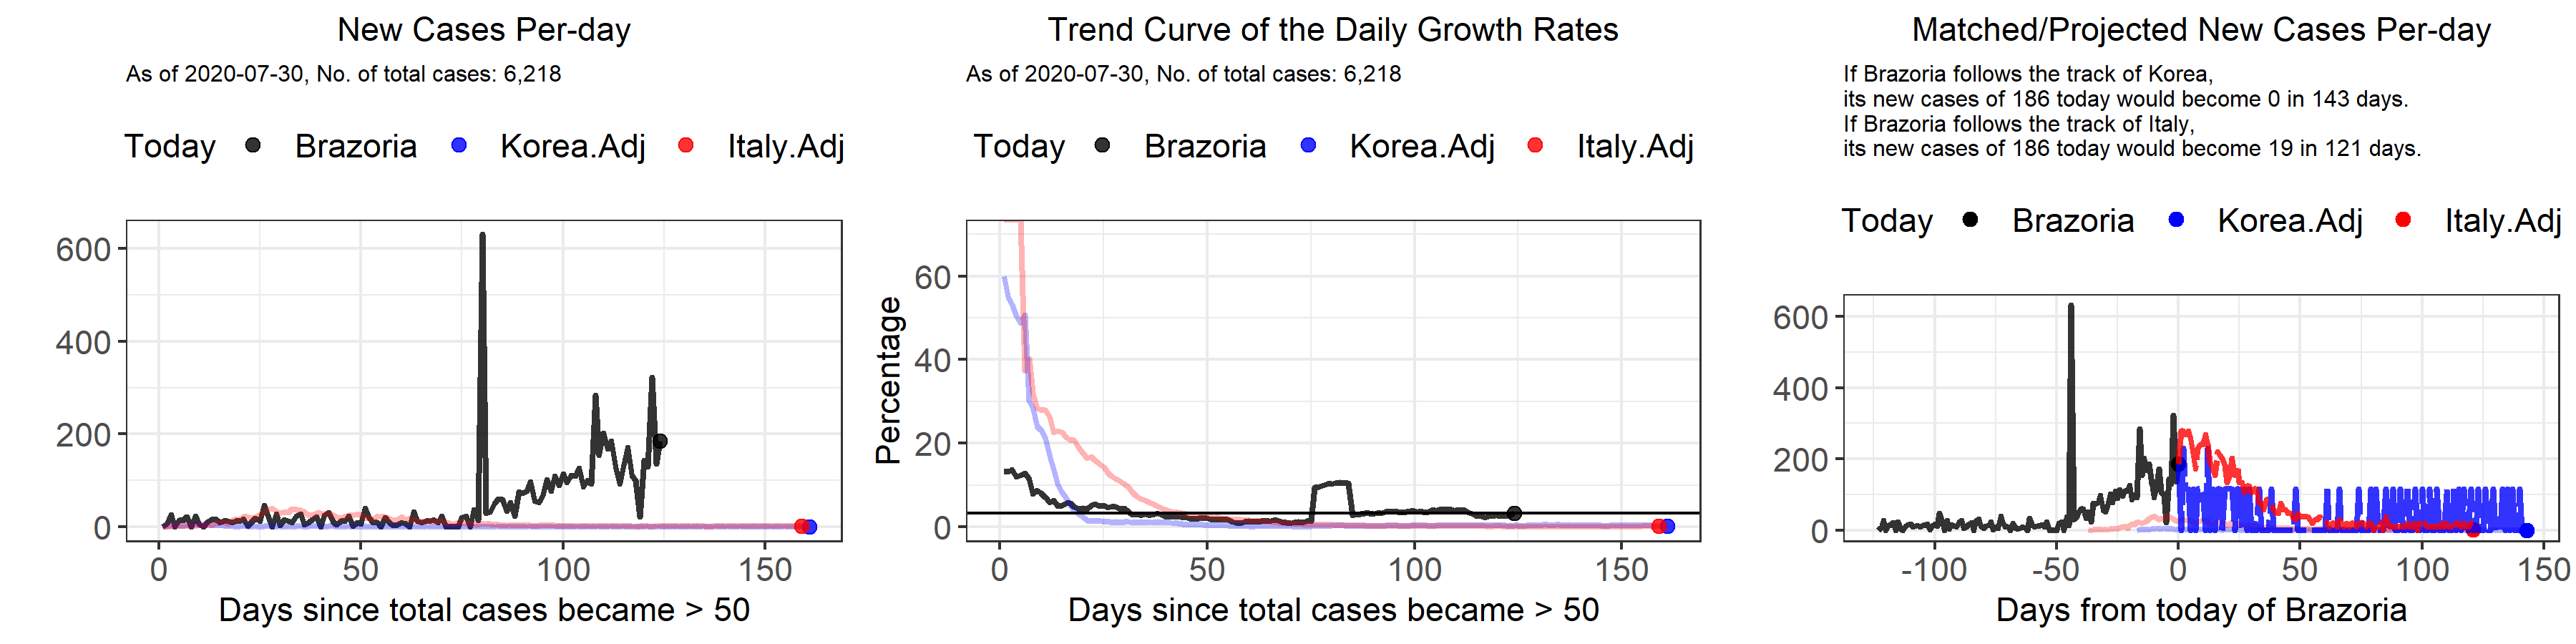 New Cases Per-day
As of 2020-07-30, No. of total cases: 6,218
Today Brazoria Korea.Adj Italy.Adj
600
400
200
0
0 50 100 150
Days since total cases became > 50
Trend Curve of the Daily Growth Rates
As of 2020-07-30, No. of total cases: 6,218
Today Brazoria Korea.Adj Italy.Adj
Percentage
60
40
20
0
0 50 100 150
Days since total cases became > 50
Matched/Projected New Cases Per-day
If Brazoria follows the track of Korea,
its new cases of 186 today would become 0 in 143 days.
If Brazoria follows the track of Italy,
its new cases of 186 today would become 19 in 121 days.
Today Brazoria Korea.Adj Italy.Adj
600
400
200
0
-100 -50 0 50 100 150
Days from today of Brazoria